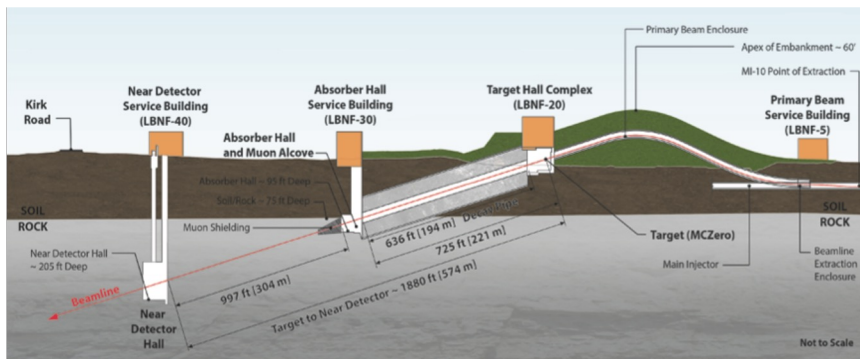 Primary Beam Enclosure
Apex of Embankment ~ 60'
MI-10 Point of Extraction
Kirk
Road
Near Detector
Service Building
(LBNF-40)
Absorber Hall
Service Building
(LBNF-30)
Target Hall Complex
(LBNF-20)
Primary Beam
Service Building
(LBNF-5)
Absorber Hall
and Muon Alcove
Absorber Hall ~ 95 ft Deep
Soil/Rock ~ 75 ft Deep
Muon Shielding
SOIL
ROCK
SOIL
ROCK
636 ft [194 m] Decay Pipe
725 ft [221 m]
Target (MCZero)
Main Injector
Beamline
Extraction
Enclosure
Near Detector Hall
~ 205 ft Deep
997 ft [304 m]
Target to Near Detector ~ 1880 ft [574 m]
Beamline
Near
Detector
Hall
Not to Scale